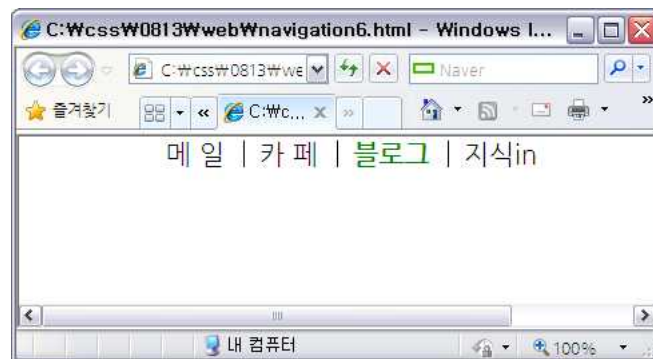 C:₩css₩0813₩web₩navigation6.html - Windows I...
C:₩css₩0813₩we Naver
즐겨찾기 C:₩c...
메 일 | 카 페 | 블로그 | 지식in
내 컴퓨터 100%